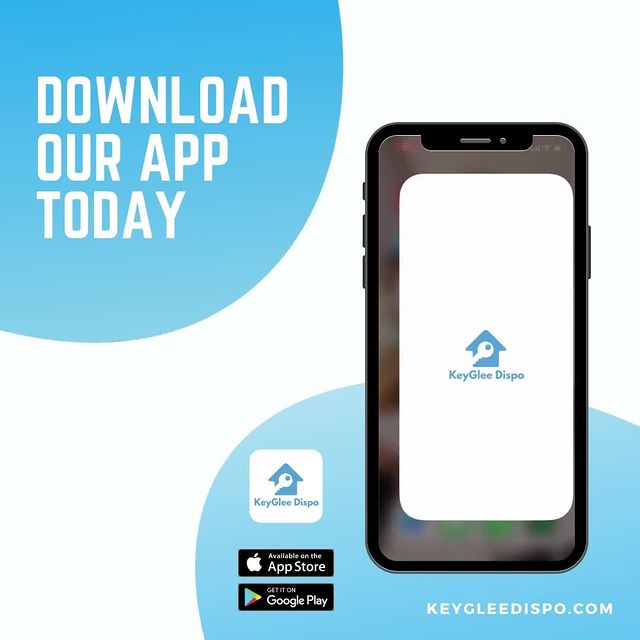 DOWNLOAD
OUR APP
TODAY
KeyGlee Dispo
KeyGlee Dispo
Available on the
App Store
GET IT ON
Google Play
KEYGLEEDISPO.COM